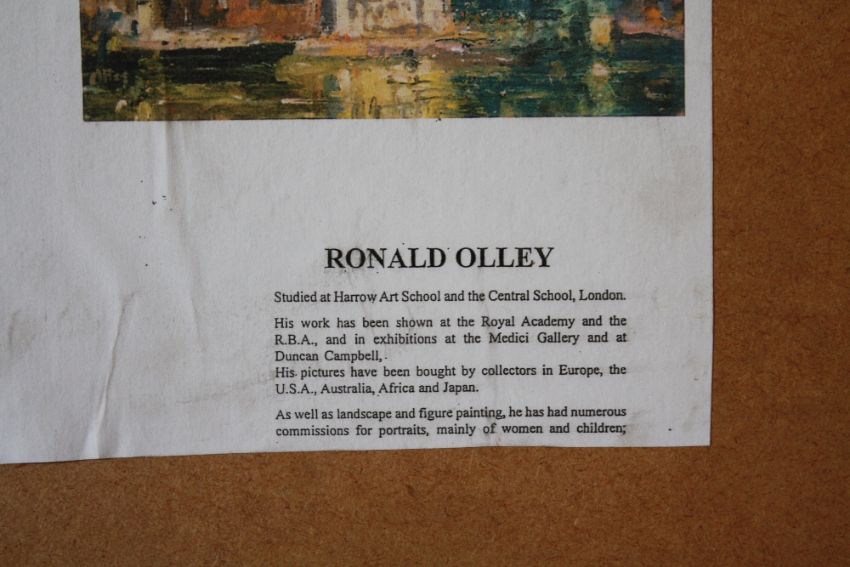 RONALD OLLEY
Studied at Harrow Art School and the Central School, London.
His work has been shown at the Royal Academy and the
R.B.A., and in exhibitions at the Medici Gallery and at
Duncan Campbell,.
His pictures have been bought by collectors in Europe, the
U.S.A., Australia, Africa and Japan.
As well as landscape and figure painting, he has had numerous
commissions for portraits, mainly of women and children;